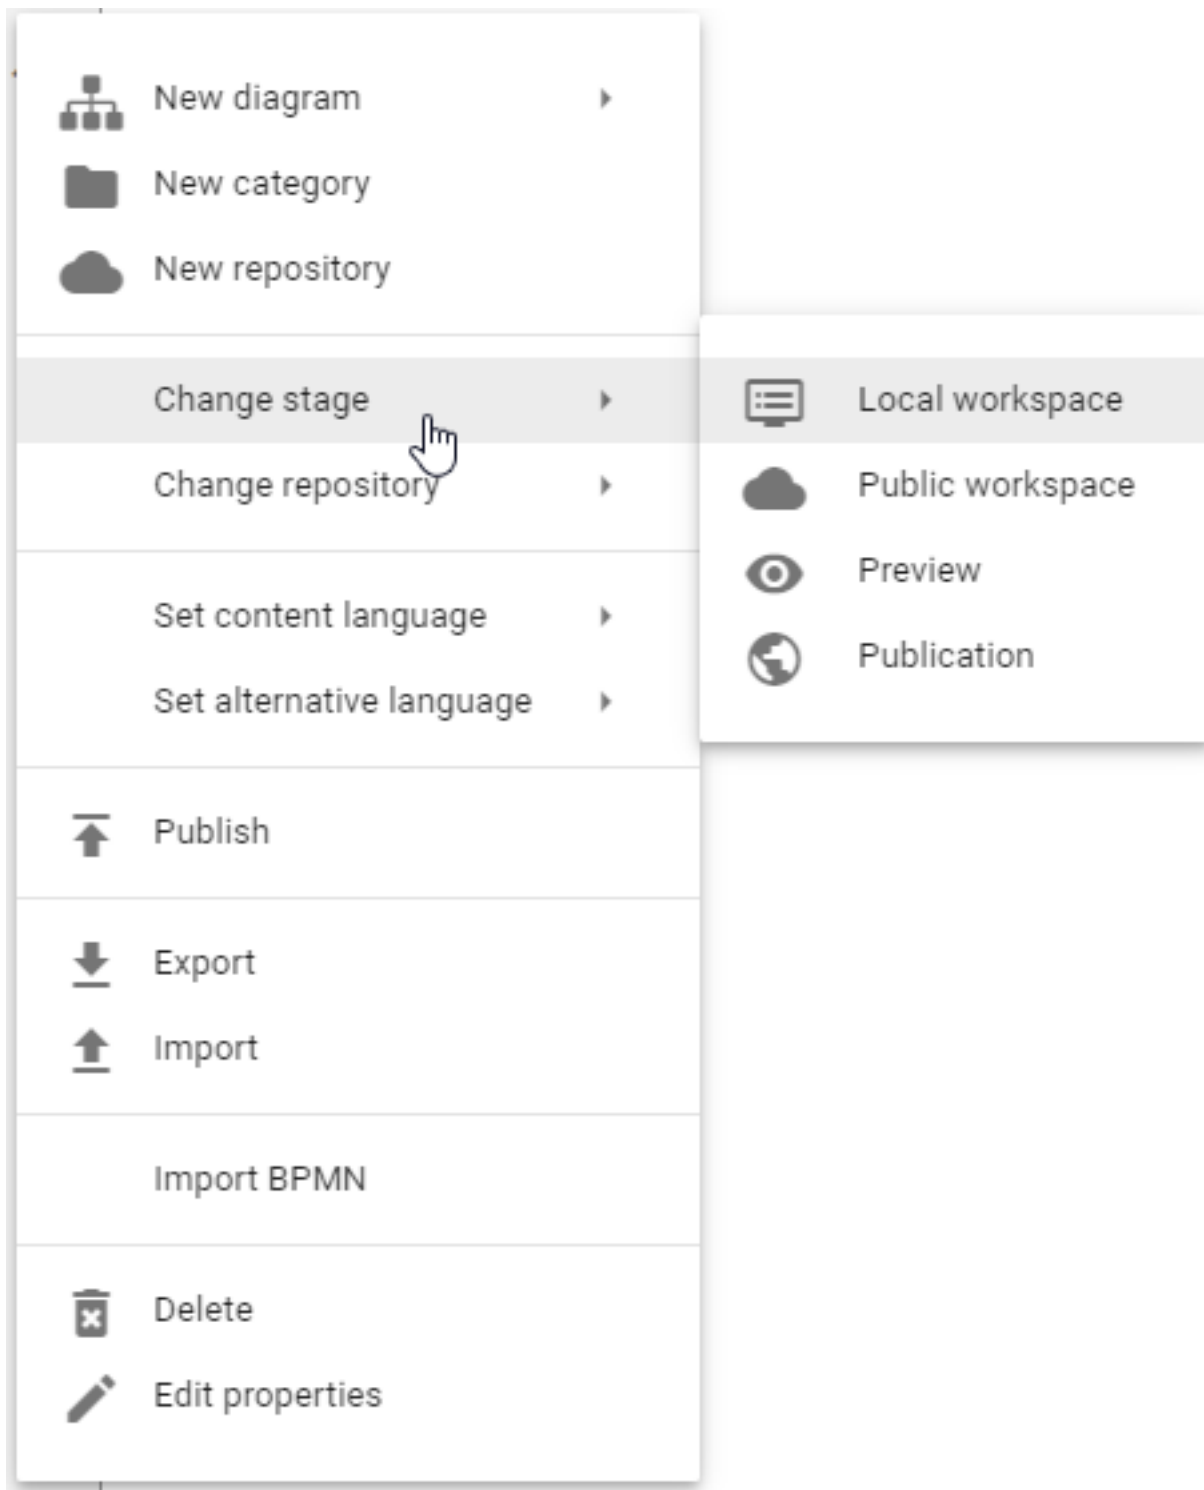 New diagram
New category
New repository
Change stage
Change repository
Set content language
Set alternative language
Publish
Export
Import
Import BPMN
Delete
Edit properties
Local workspace
Public workspace
Preview
Publication